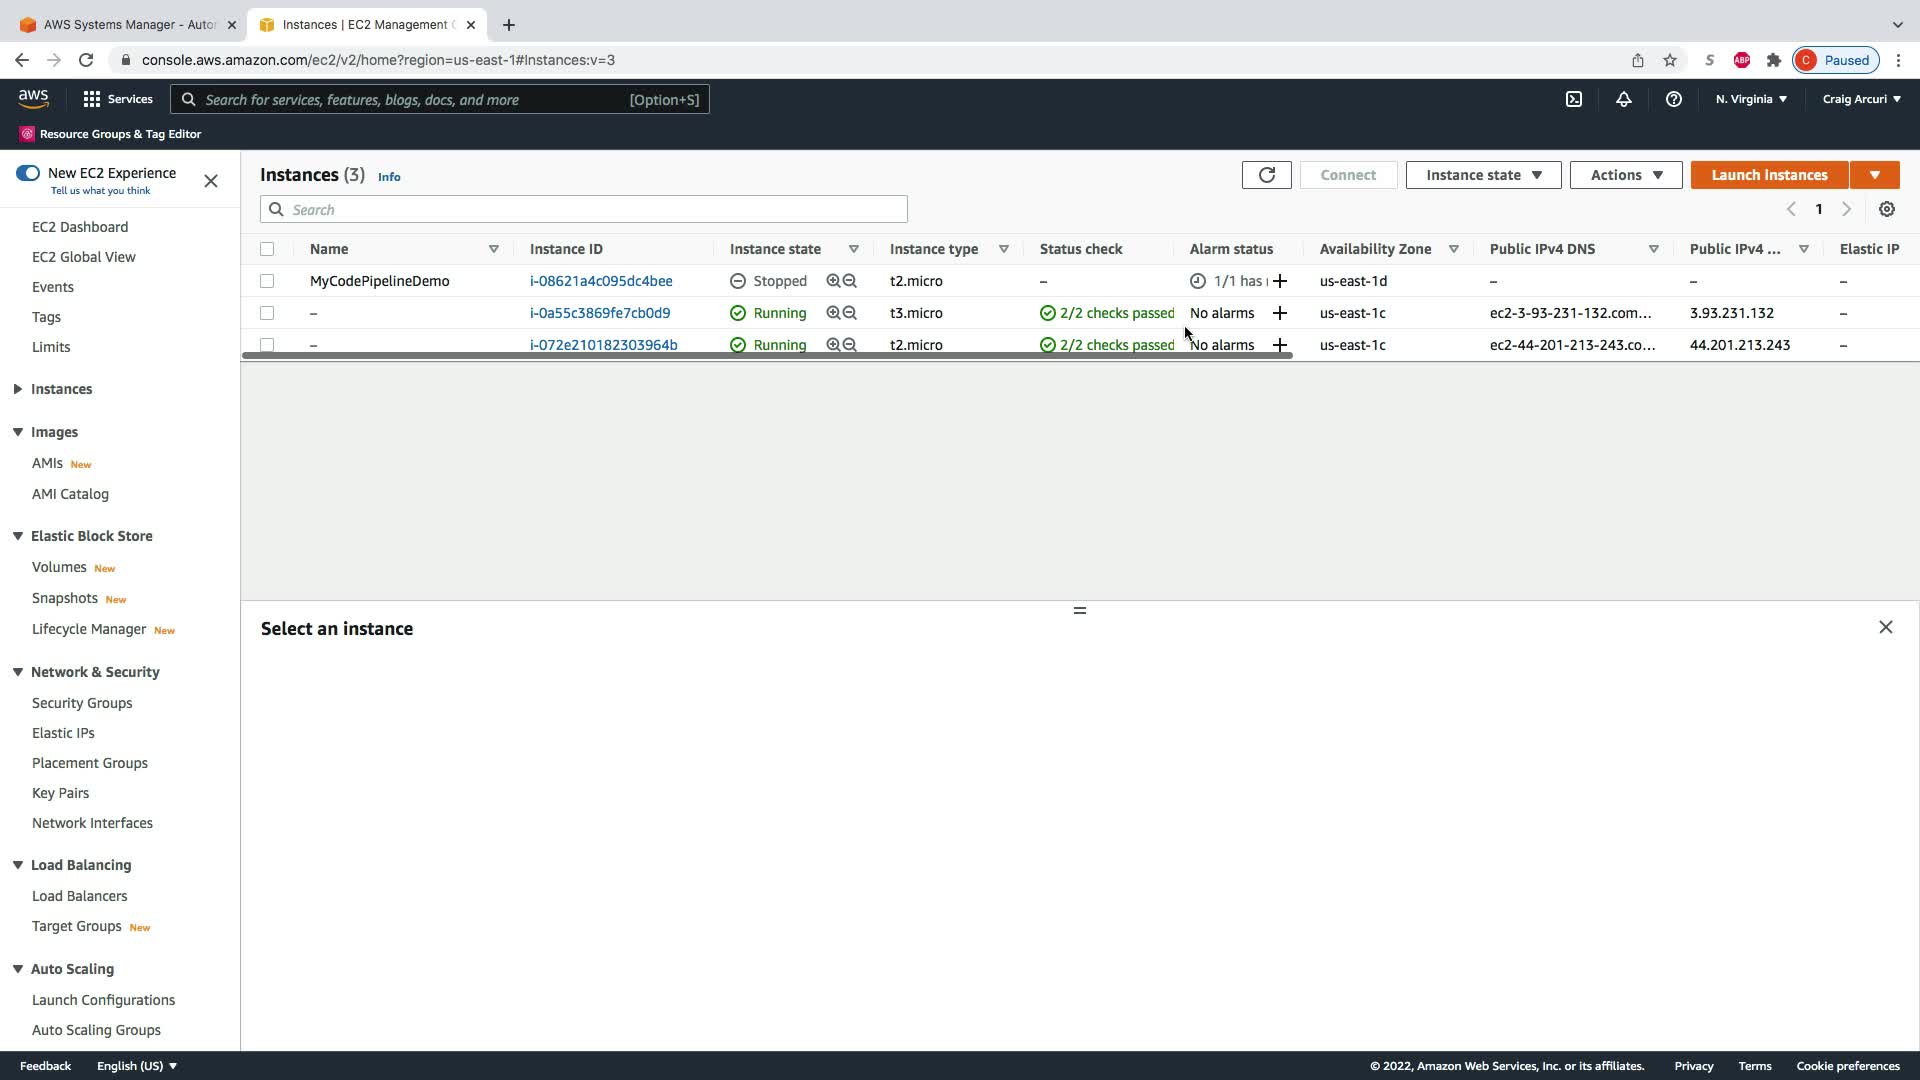 AWS Systems Manager - Auto
Instances | EC2 Management C
console.aws.amazon.com/ec2/v2/home?region=us-east-1#Instances:v=3
S
ABP
C
Paused
aws
Services
Search for services, features, blogs, docs, and more
[Option+S]
N. Virginia
Craig Arcuri
Resource Groups & Tag Editor
New EC2 Experience
Tell us what you think
EC2 Dashboard
EC2 Global View
Events
Tags
Limits
Instances
Images
AMIs New
AMI Catalog
Elastic Block Store
Volumes New
Snapshots New
Lifecycle Manager New
Network & Security
Security Groups
Elastic IPs
Placement Groups
Key Pairs
Network Interfaces
Load Balancing
Load Balancers
Target Groups New
Auto Scaling
Launch Configurations
Auto Scaling Groups
Instances (3) Info
Connect
Instance state
Actions
Launch Instances
Search
1
Name Instance ID Instance state Instance type Status check Alarm status Availability Zone Public IPv4 DNS Public IPv4 ... Elastic IP
MyCodePipelineDemo i-08621a4c095dc4bee Stopped t2.micro – 1/1 has us-east-1d – – –
– i-0a55c3869fe7cb0d9 Running t3.micro 2/2 checks passed No alarms us-east-1c ec2-3-93-231-132.com... 3.93.231.132 –
– i-072e210182303964b Running t2.micro 2/2 checks passed No alarms us-east-1c ec2-44-201-213-243.co... 44.201.213.243 –
Select an instance
Feedback
English (US)
© 2022, Amazon Web Services, Inc. or its affiliates.
Privacy
Terms
Cookie preferences